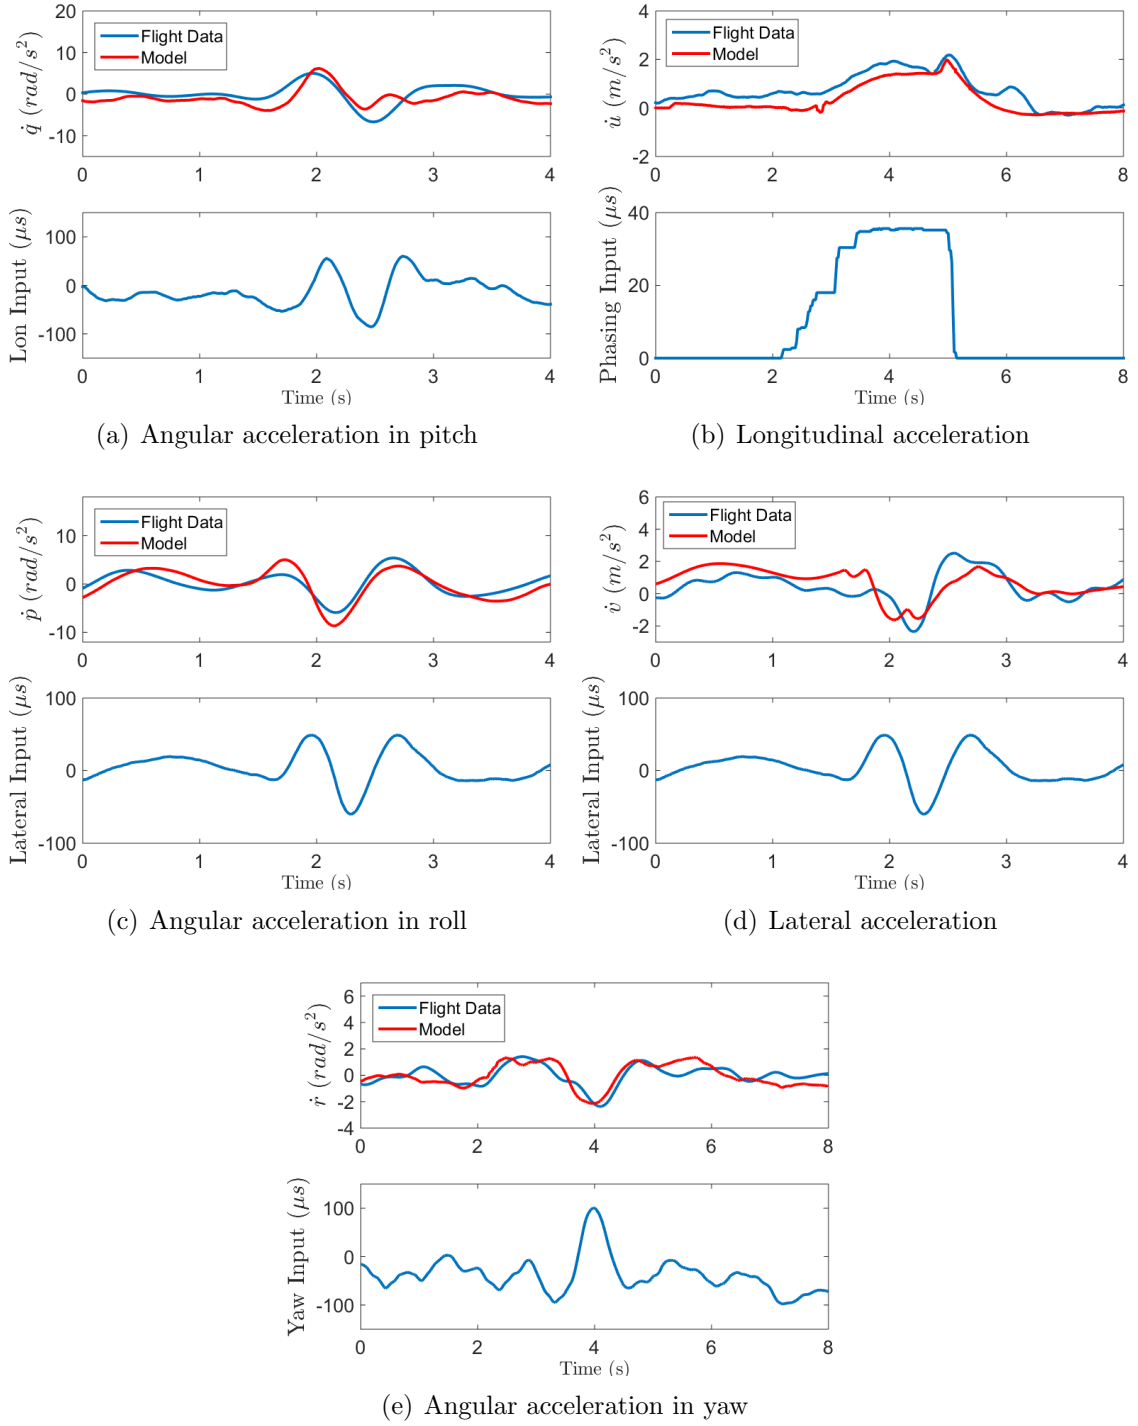 20
10
0
-10
q̇ (rad/s²)
Flight Data
Model
0 1 2 3 4
100
0
-100
Lon Input (μs)
0 1 2 3 4
Time (s)
(a) Angular acceleration in pitch
4
2
0
-2
u̇ (m/s²)
Flight Data
Model
0 2 4 6 8
40
20
0
Phasing Input (μs)
0 2 4 6 8
Time (s)
(b) Longitudinal acceleration
10
0
-10
ṗ (rad/s²)
Flight Data
Model
0 1 2 3 4
100
0
-100
Lateral Input (μs)
0 1 2 3 4
Time (s)
(c) Angular acceleration in roll
6
4
2
0
-2
v̇ (m/s²)
Flight Data
Model
0 1 2 3 4
100
0
-100
Lateral Input (μs)
0 1 2 3 4
Time (s)
(d) Lateral acceleration
6
4
2
0
-2
-4
ṙ (rad/s²)
Flight Data
Model
0 2 4 6 8
100
0
-100
Yaw Input (μs)
0 2 4 6 8
Time (s)
(e) Angular acceleration in yaw